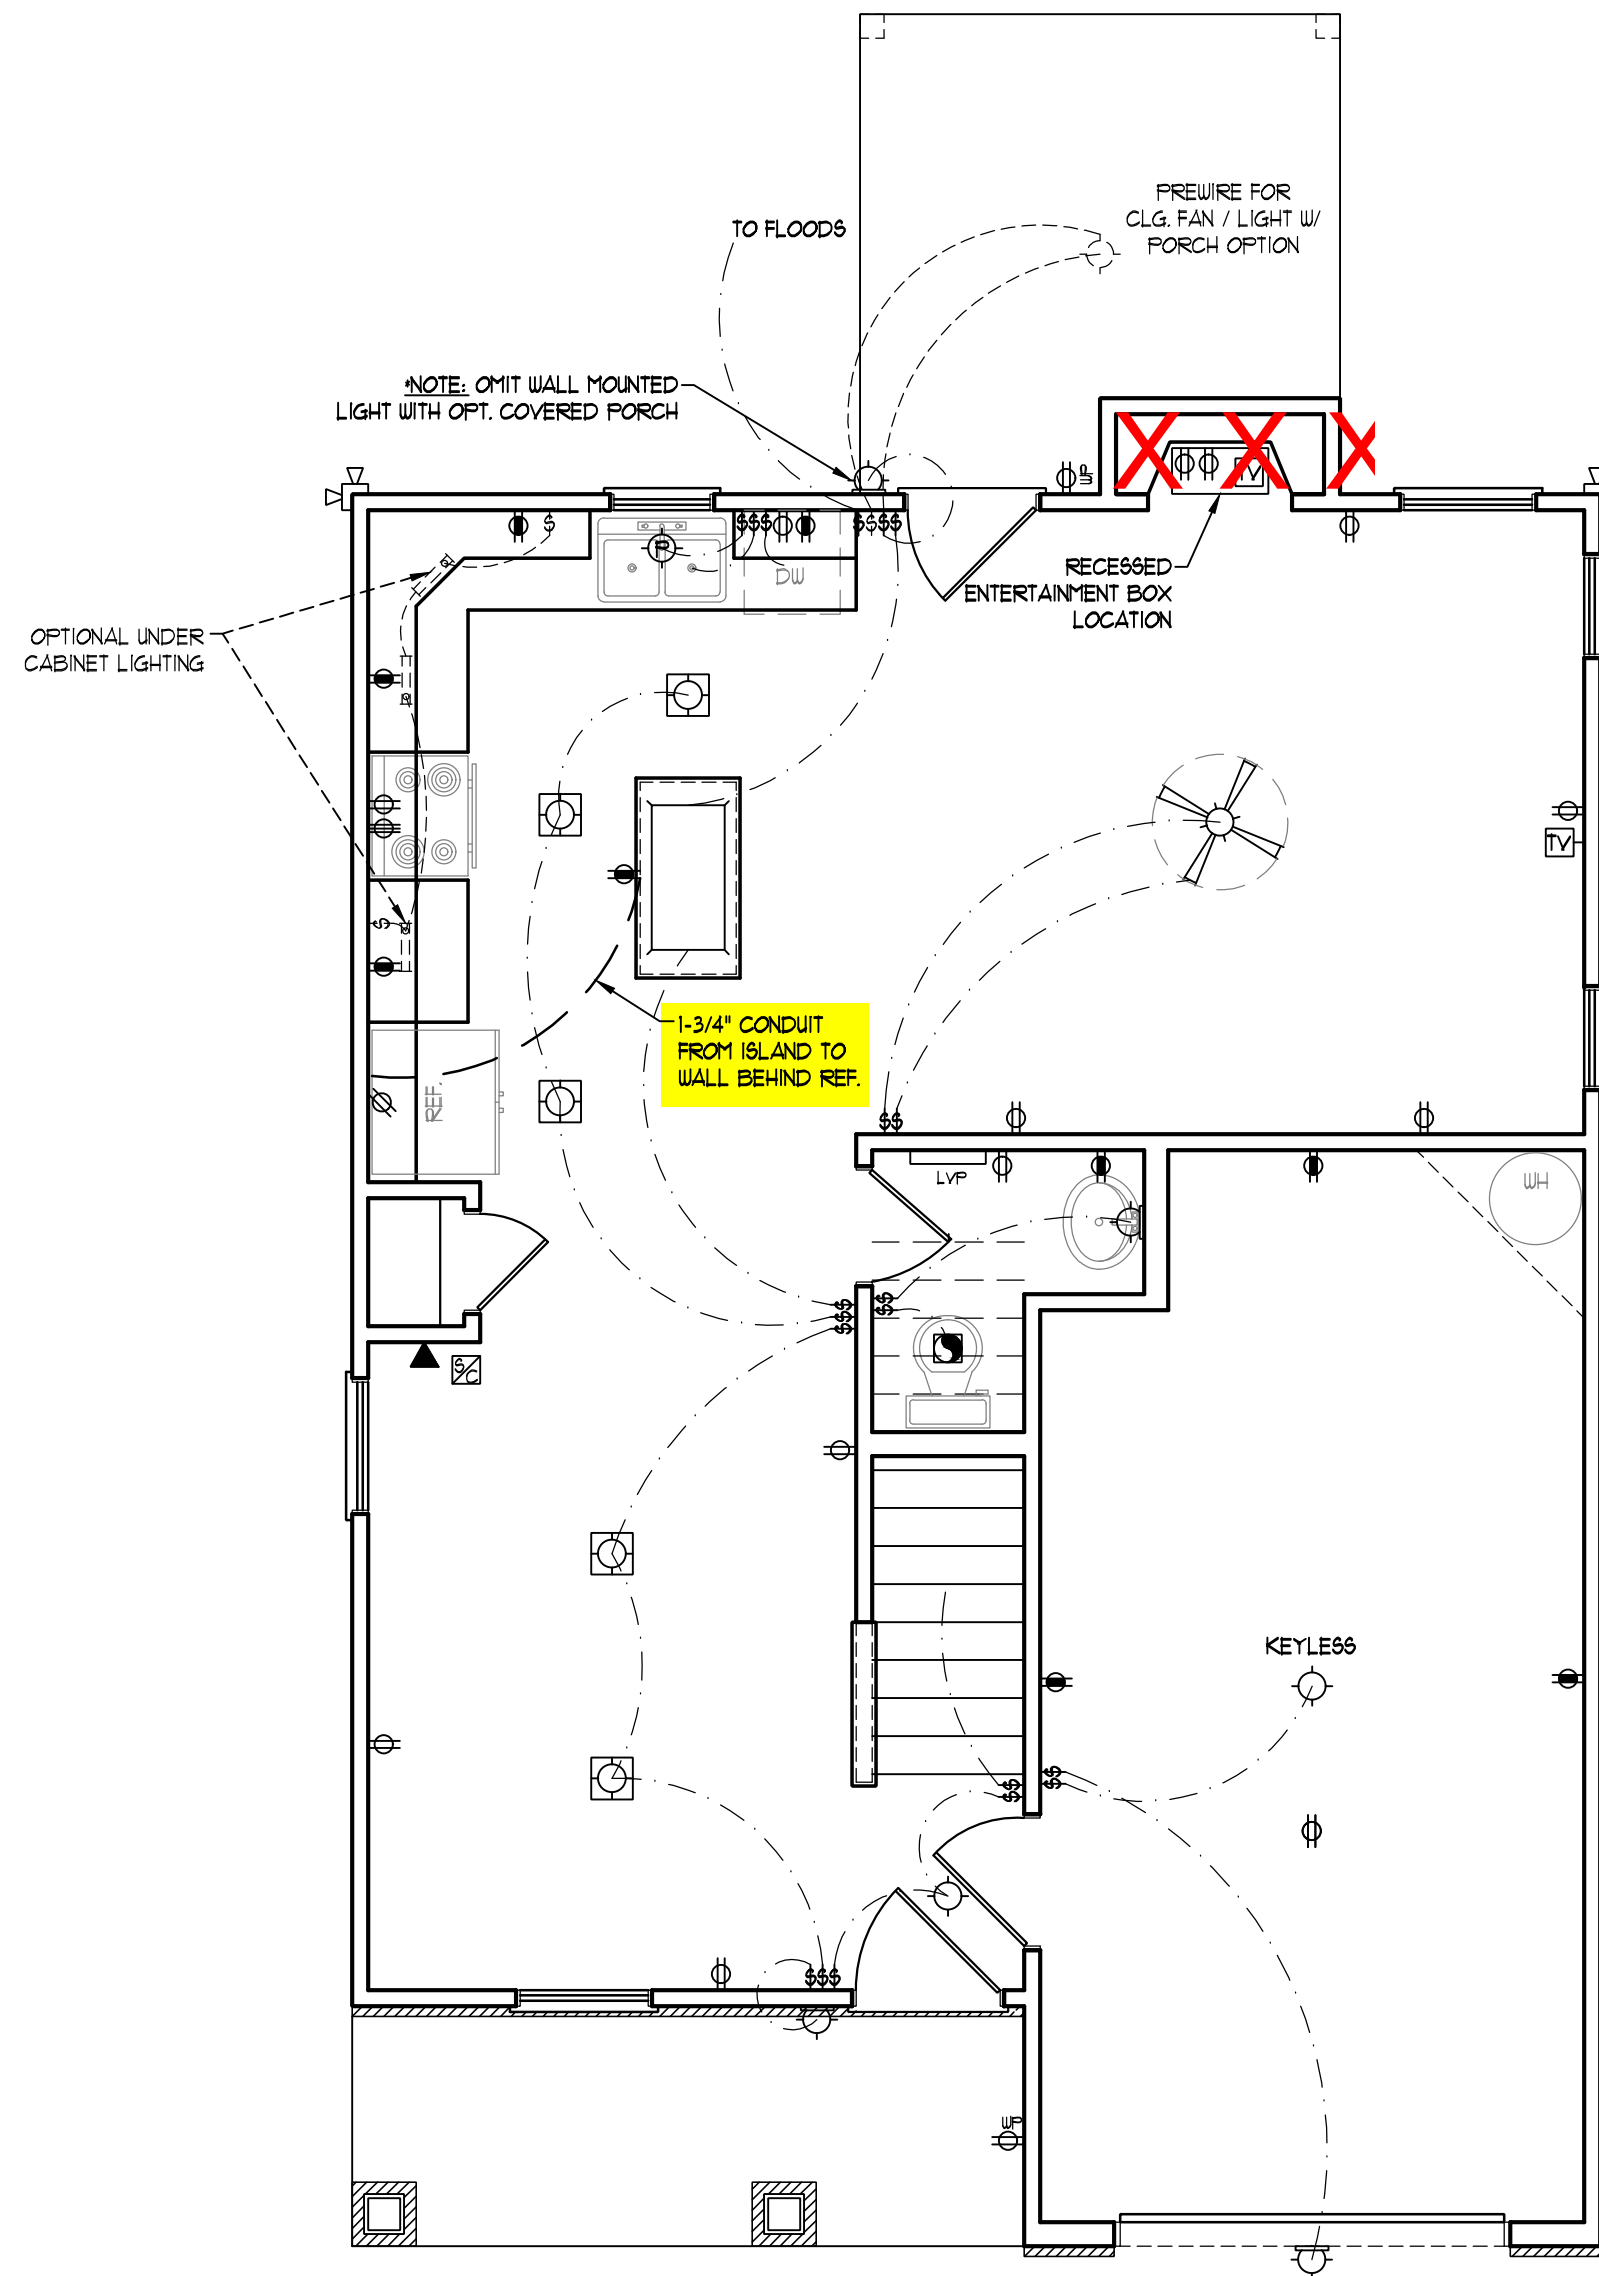 PREWIRE FOR
CLG. FAN / LIGHT W/
PORCH OPTION
TO FLOODS
*NOTE: OMIT WALL MOUNTED
LIGHT WITH OPT. COVERED PORCH
WP
TV
$
$$$
$$$$
P
DW
RECESSED
ENTERTAINMENT BOX
LOCATION
OPTIONAL UNDER
CABINET LIGHTING
TV
$
1-3/4" CONDUIT
FROM ISLAND TO
WALL BEHIND REF.
REF.
$$
LVP
WH
$$$
$$
S/C
KEYLESS
$$
$$
$$$
WP